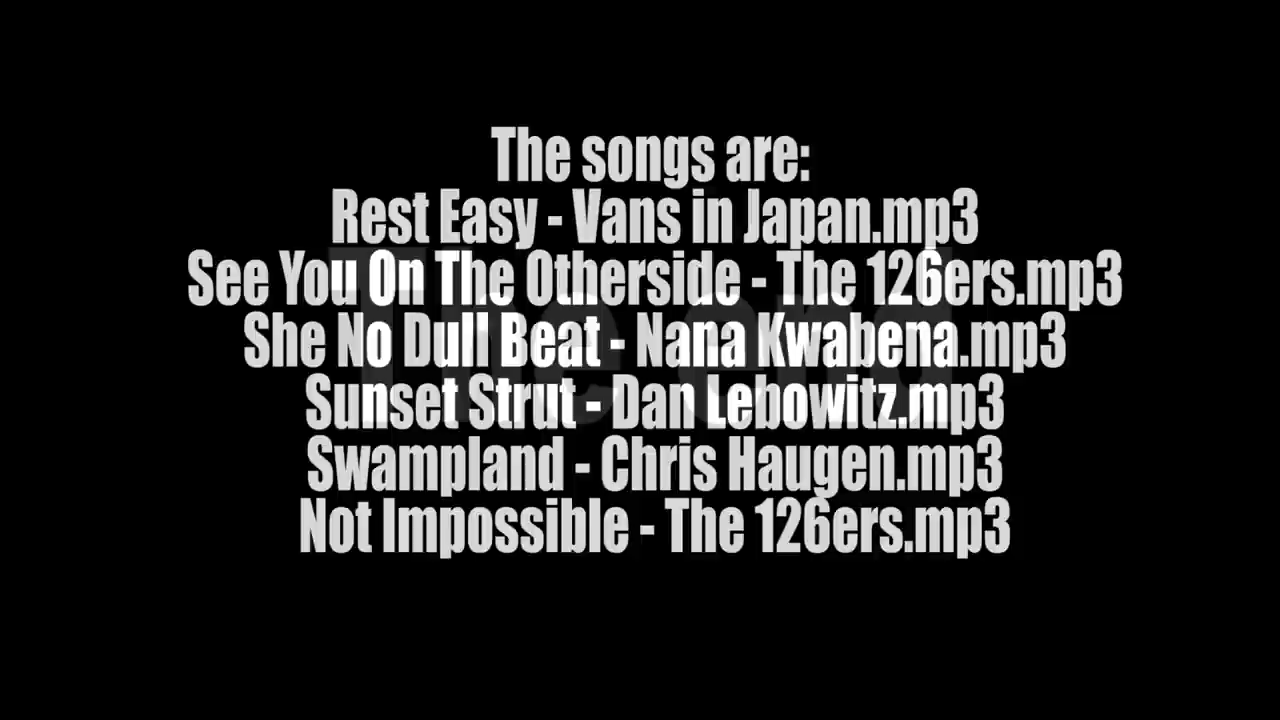 The songs are:
Rest Easy - Vans in Japan.mp3
See You On The Otherside - The 126ers.mp3
She No Dull Beat - Nana Kwabena.mp3
Sunset Strut - Dan Lebowitz.mp3
Swampland - Chris Haugen.mp3
Not Impossible - The 126ers.mp3
The end